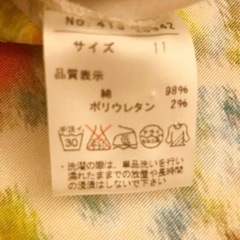 サイズ 11
品質表示
綿 98%
ポリウレタン 2%
30
・洗濯の際は、単品洗いを行い
濡れたままでの放置や長時間
の浸漬はしないで下さい